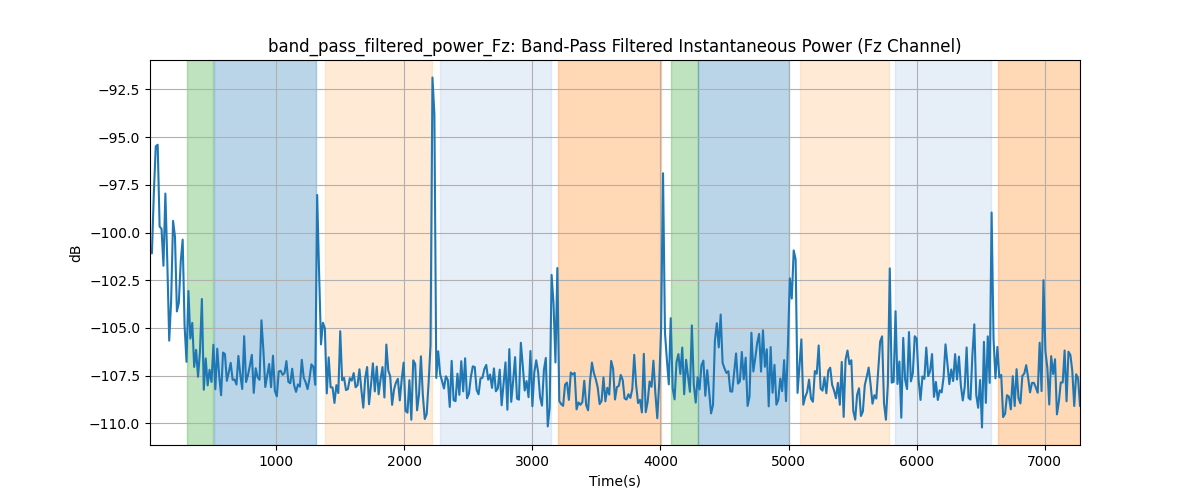 band_pass_filtered_power_Fz: Band-Pass Filtered Instantaneous Power (Fz Channel)
−92.5
−95.0
−97.5
−100.0
−102.5
−105.0
−107.5
−110.0
dB
1000 2000 3000 4000 5000 6000 7000
Time(s)